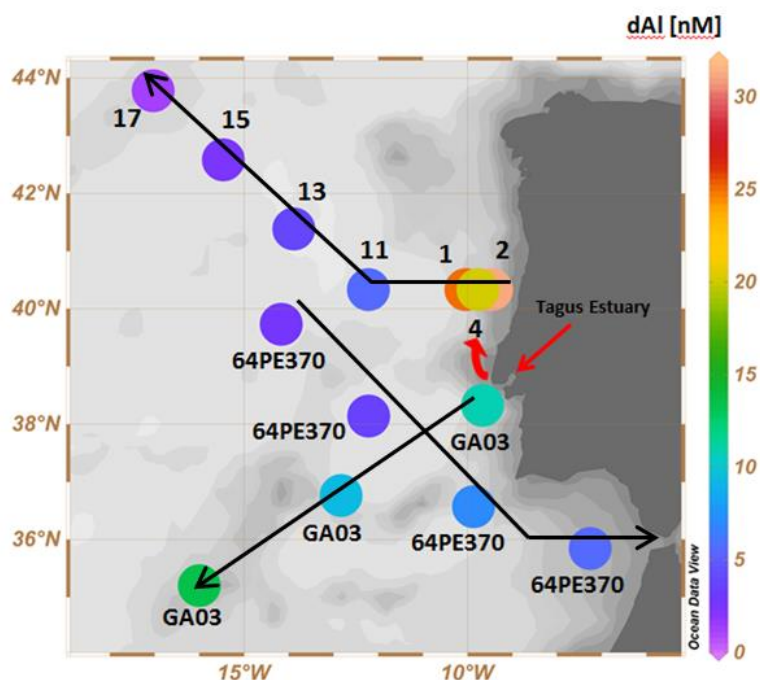 dAl [nM]
44°N
42°N
40°N
38°N
36°N
15°W
10°W
17
15
13
11
1
2
4
Tagus Estuary
64PE370
64PE370
GA03
GA03
64PE370
64PE370
GA03
Ocean Data View
30
25
20
15
10
5
0